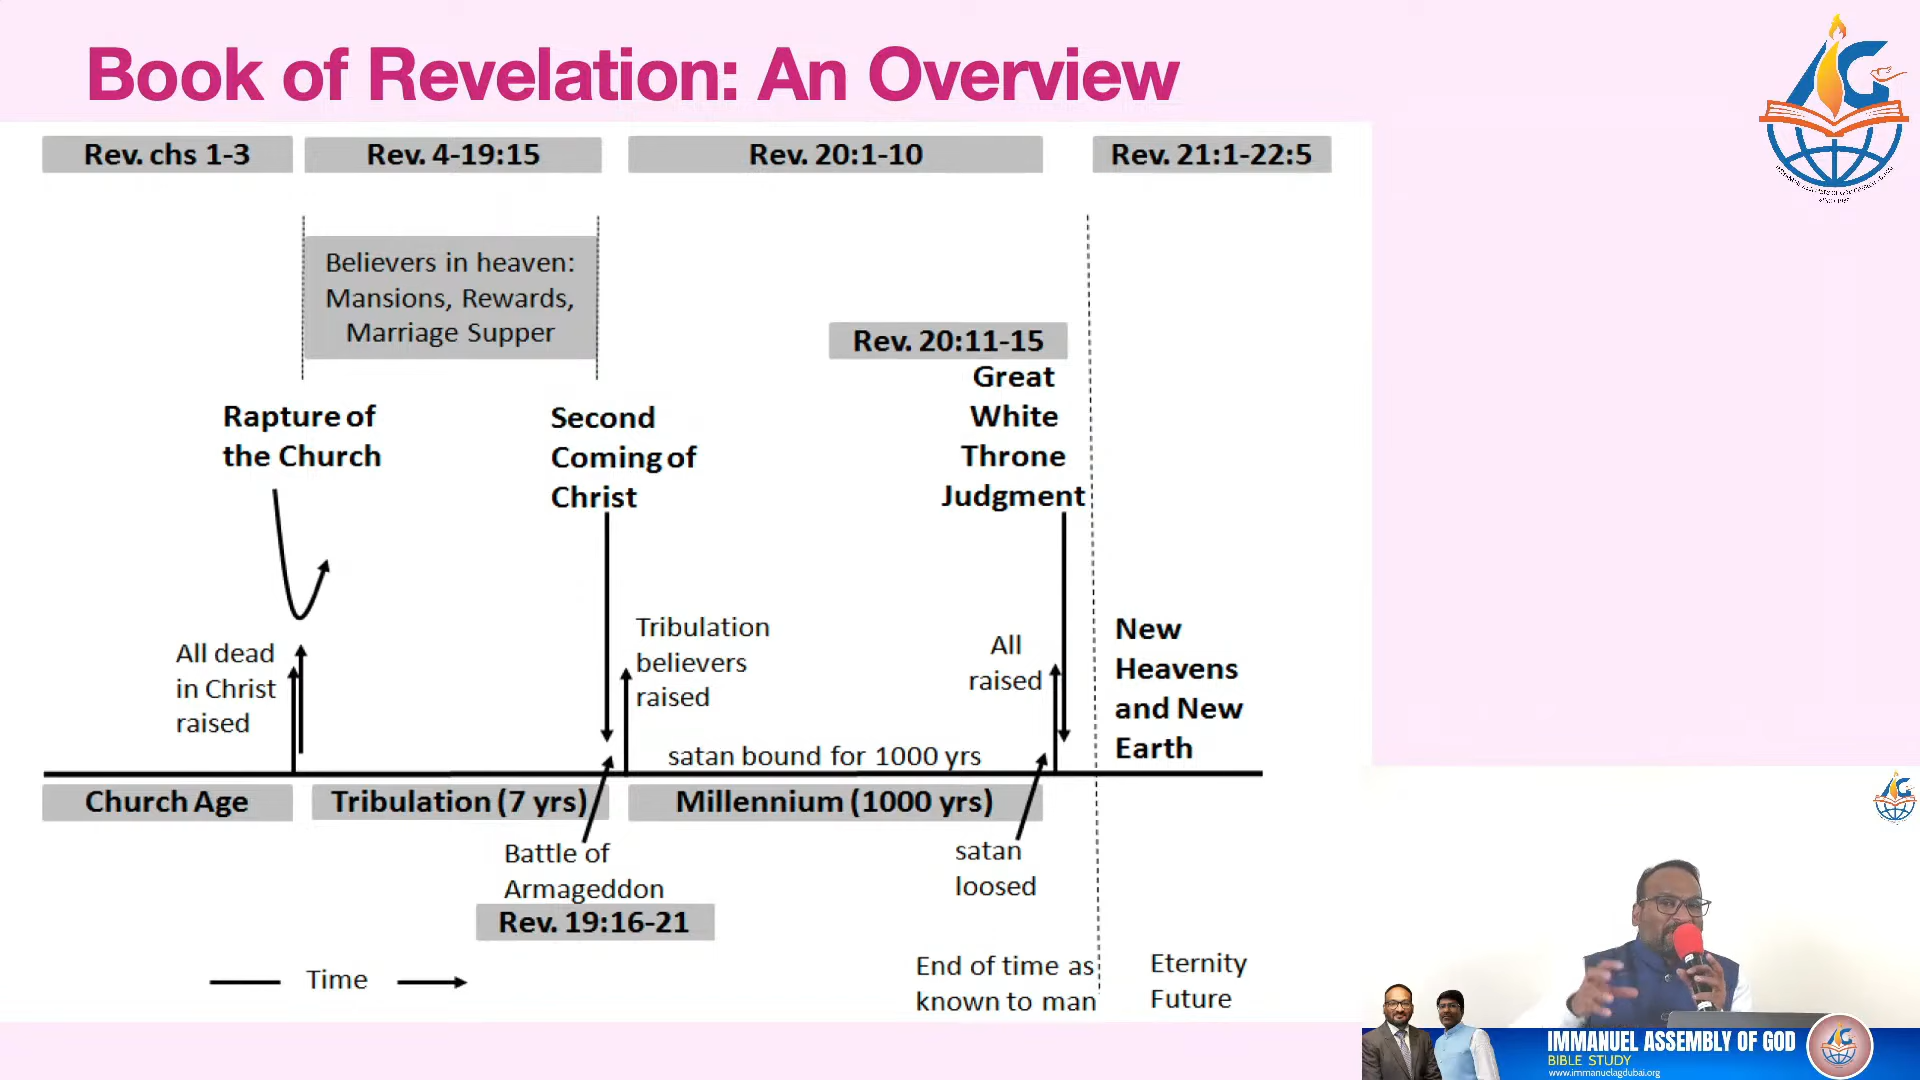 Book of Revelation: An Overview
Rev. chs 1-3
Rev. 4-19:15
Rev. 20:1-10
Rev. 21:1-22:5
Believers in heaven:
Mansions, Rewards,
Marriage Supper
Rev. 20:11-15
Great
White
Throne
Judgment
Rapture of
the Church
Second
Coming of
Christ
All dead
in Christ
raised
Tribulation
believers
raised
All
raised
New
Heavens
and New
Earth
satan bound for 1000 yrs
Church Age
Tribulation (7 yrs)
Millennium (1000 yrs)
Battle of
Armageddon
Rev. 19:16-21
satan
loosed
Time
End of time as
known to man
Eternity
Future
AG
AG
IMMANUEL ASSEMBLY OF GOD
BIBLE STUDY
www.immanuelagdubai.org